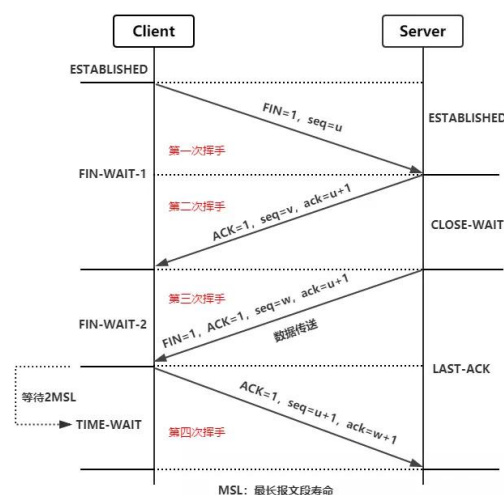 Client
Server
ESTABLISHED
FIN=1, seq=u
ESTABLISHED
第一次挥手
FIN-WAIT-1
第二次挥手
ACK=1, seq=v, ack=u+1
CLOSE-WAIT
第三次挥手
FIN=1, ACK=1, seq=w, ack=u+1
FIN-WAIT-2
数据传送
LAST-ACK
等待2MSL
ACK=1, seq=u+1, ack=w+1
TIME-WAIT
第四次挥手
MSL: 最长报文段寿命